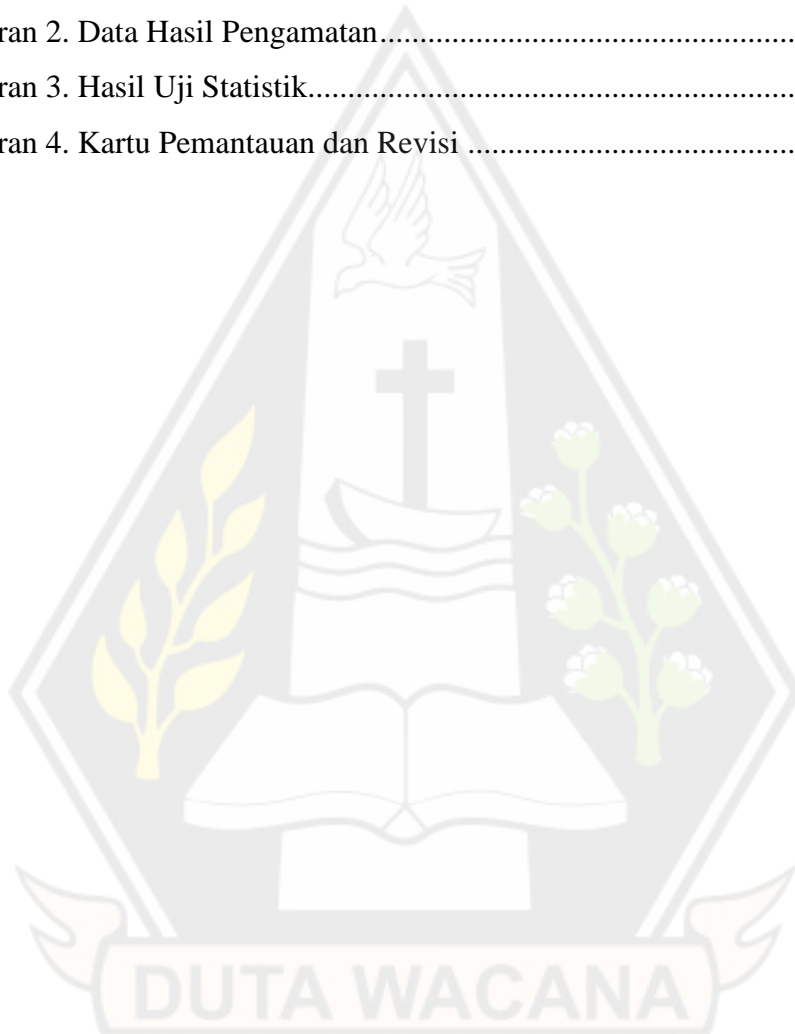 ran 2. Data Hasil Pengamatan......................................................
ran 3. Hasil Uji Statistik................................................................
ran 4. Kartu Pemantauan dan Revisi ...........................................
DUTA WACANA